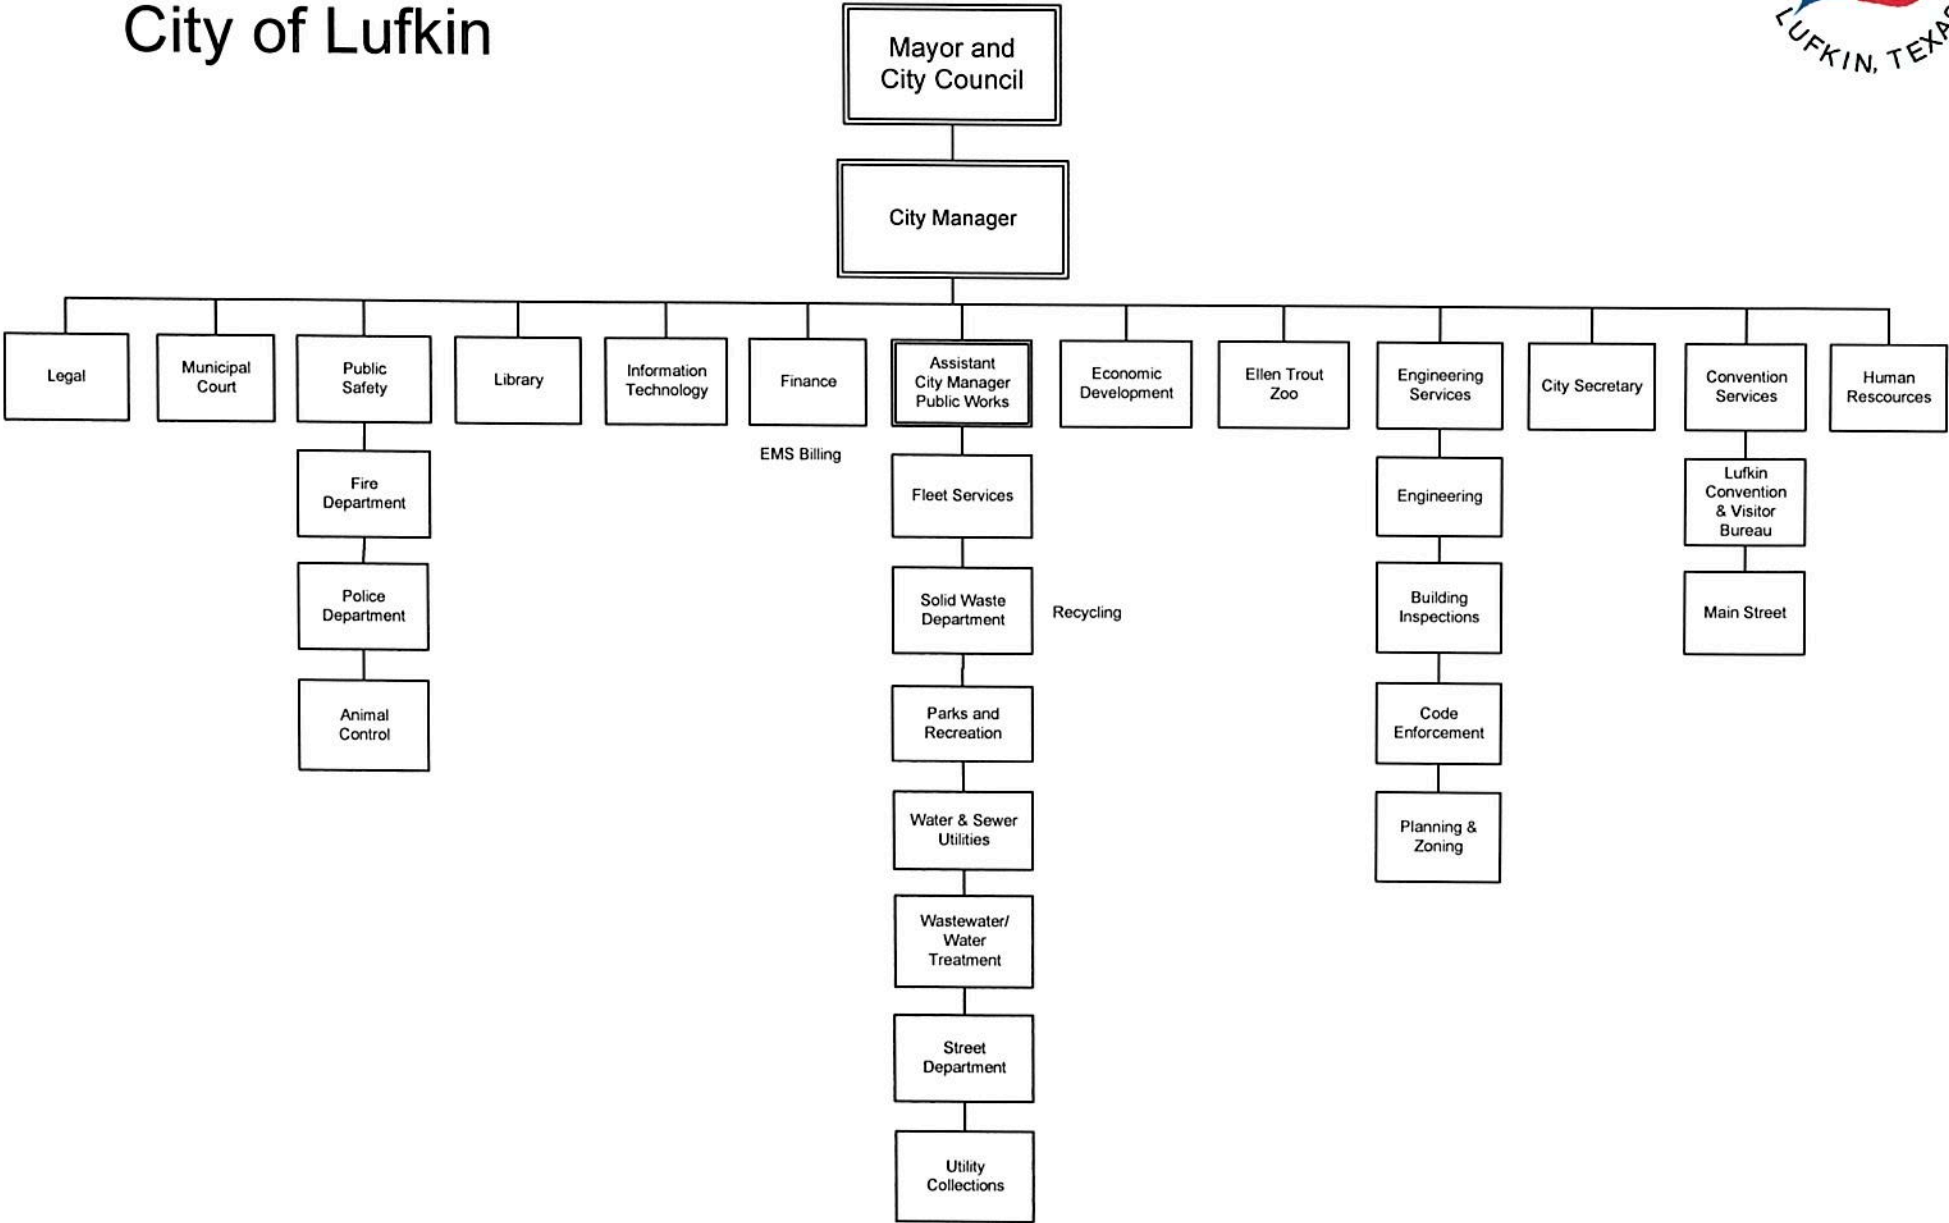 City of Lufkin
LUFKIN, TEXAS
Mayor and
City Council
City Manager
Legal
Municipal
Court
Public
Safety
Library
Information
Technology
Finance
Assistant
City Manager
Public Works
Economic
Development
Ellen Trout
Zoo
Engineering
Services
City Secretary
Convention
Services
Human
Rescources
EMS Billing
Fire
Department
Police
Department
Animal
Control
Fleet Services
Solid Waste
Department
Recycling
Parks and
Recreation
Water & Sewer
Utilities
Wastewater/
Water
Treatment
Street
Department
Utility
Collections
Engineering
Building
Inspections
Code
Enforcement
Planning &
Zoning
Lufkin
Convention
& Visitor
Bureau
Main Street